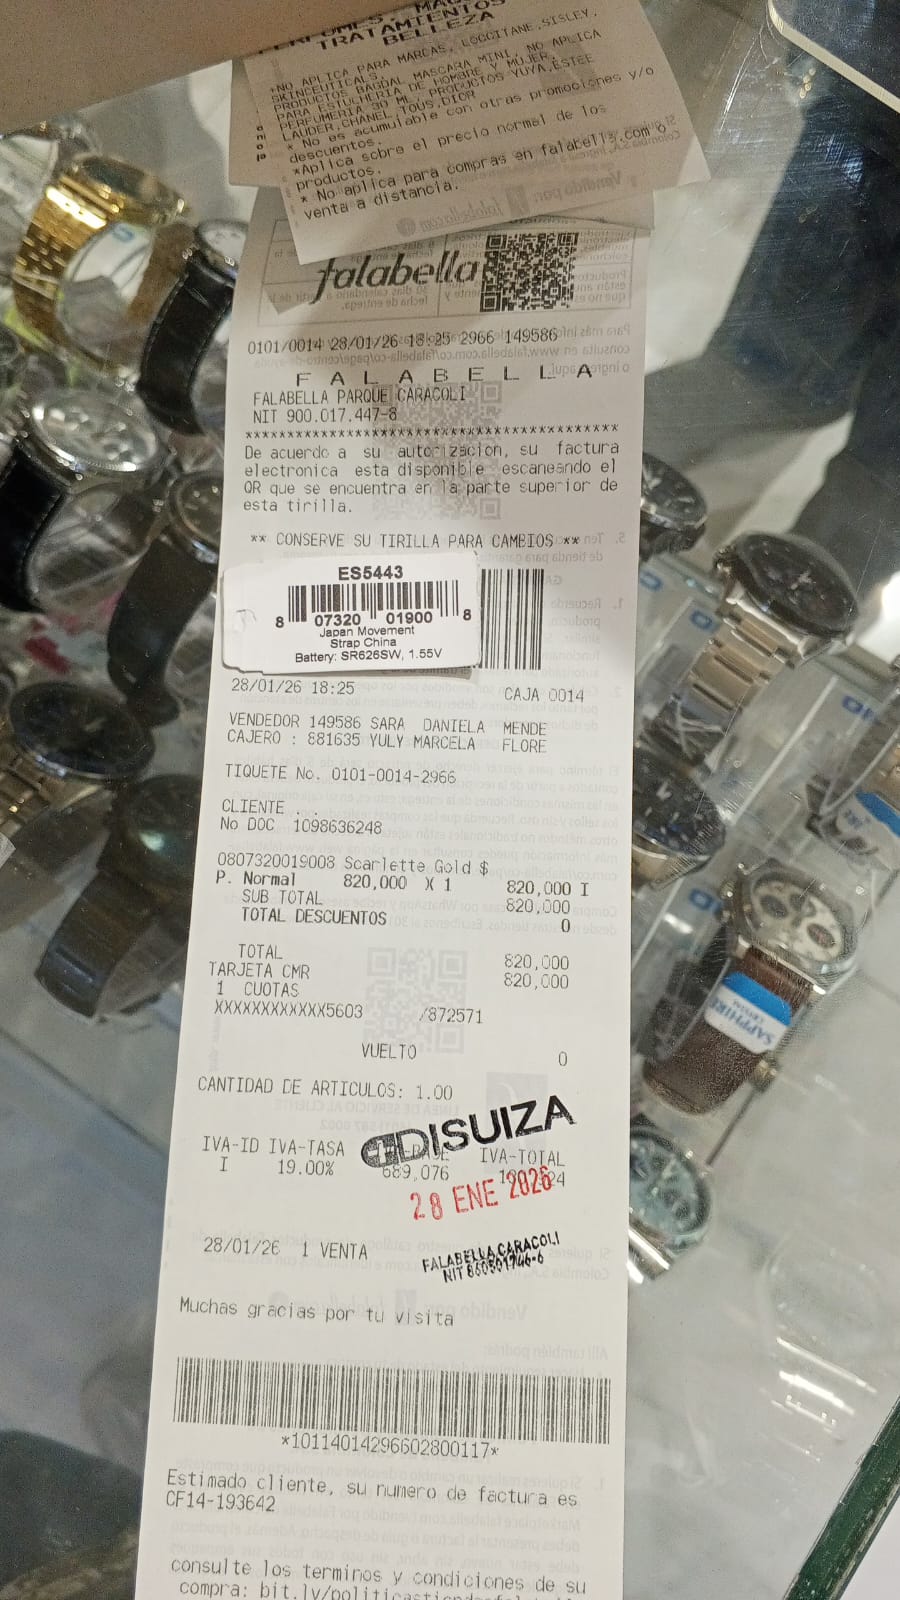 TRATAMIENTOS
BELLEZA
*NO APLICA PARA MARCAS, LOCCITANE, SISLEY,
SKINCEUTICALS,
PRODUCTOS BAGDAL MASCARA MINI, NO APLICA
PARA ESTUCHERIA DE HOMBRE Y MUJER,
PERFUMERIA 30 ML, PRODUCTOS YUYA, ESTEE
LAUDER, CHANEL, TOUS, DIOR
* No es acumulable con otras promociones y/o
descuentos.
*Aplica sobre el precio normal de los
productos.
* No aplica para compras en falabella.com o
venta a distancia.
falabella
0101/0014 28/01/26 18:25 2966 149586
F A L A B E L L A
FALABELLA PARQUE CARACOLI
NIT 900.017.447-8
De acuerdo a su autorizacion, su factura
electronica esta disponible escaneando el
QR que se encuentra en la parte superior de
esta tirilla.
** CONSERVE SU TIRILLA PARA CAMBIOS **
ES5443
8 07320 01900 8
Japan Movement
Strap China
Battery: SR626SW, 1.55V
28/01/26 18:25 CAJA 0014
VENDEDOR 149586 SARA DANIELA MENDE
CAJERO : 881635 YULY MARCELA FLORE
TIQUETE No. 0101-0014-2966
CLIENTE . .
No DOC 1098636248
0807320019008 Scarlette Gold $
P. Normal 820,000 X 1 820,000 I
SUB TOTAL 820,000
TOTAL DESCUENTOS 0
TOTAL 820,000
TARJETA CMR 820,000
1 CUOTAS
XXXXXXXXXXXX5603 /872571
VUELTO 0
CANTIDAD DE ARTICULOS: 1.00
DISUIZA
IVA-ID IVA-TASA IVA-TOTAL
I 19.00% 689,076
28 ENE 2026
28/01/26 1 VENTA
FALABELLA CARACOLI
NIT 860501746-6
Muchas gracias por tu visita
*10114014296602800117*
Estimado cliente, su numero de factura es
CF14-193642
consulte los terminos y condiciones de su
SAPPHIRE
CRYSTAL